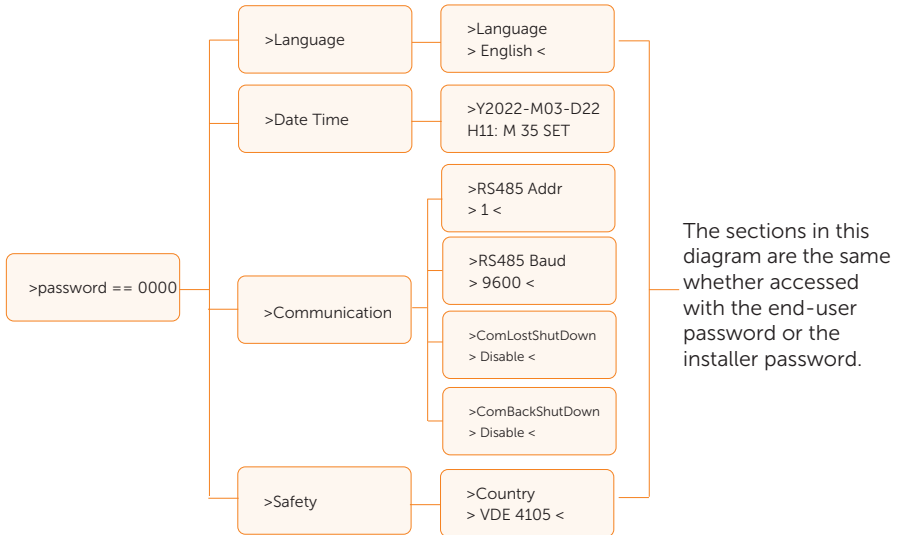 >Language
>Language
> English <
>Date Time
>Y2022-M03-D22
H11: M 35 SET
>RS485 Addr
> 1 <
>password == 0000
>Communication
>RS485 Baud
> 9600 <
>ComLostShutDown
> Disable <
>ComBackShutDown
> Disable <
>Safety
>Country
> VDE 4105 <
The sections in this
diagram are the same
whether accessed
with the end-user
password or the
installer password.